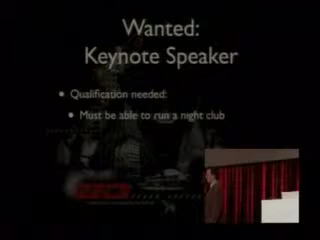 Wanted:
Keynote Speaker
• Qualification needed:
• Must be able to run a night club